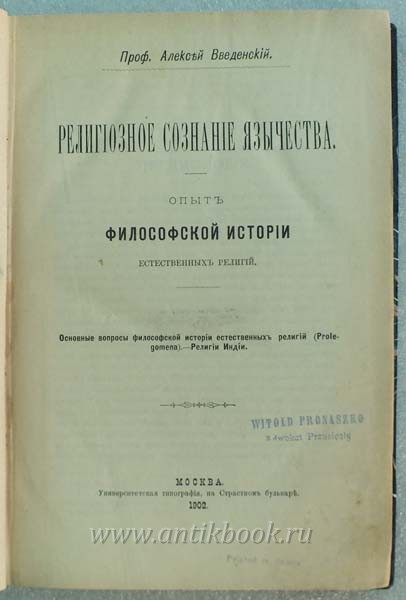 Проф. Алексѣй Введенскій.
РЕЛИГІОЗНОЕ СОЗНАНІЕ ЯЗЫЧЕСТВА.
ОПЫТЪ
ФИЛОСОФСКОЙ ИСТОРІИ
ЕСТЕСТВЕННЫХЪ РЕЛИГІЙ.
Основные вопросы философской исторіи естественныхъ религій (Prole-
gomena).—Религіи Индіи.
WITOLD PRONASZKO
МОСКВА.
Университетская типографія, на Страстномъ бульварѣ.
1902.
www.antikbook.ru